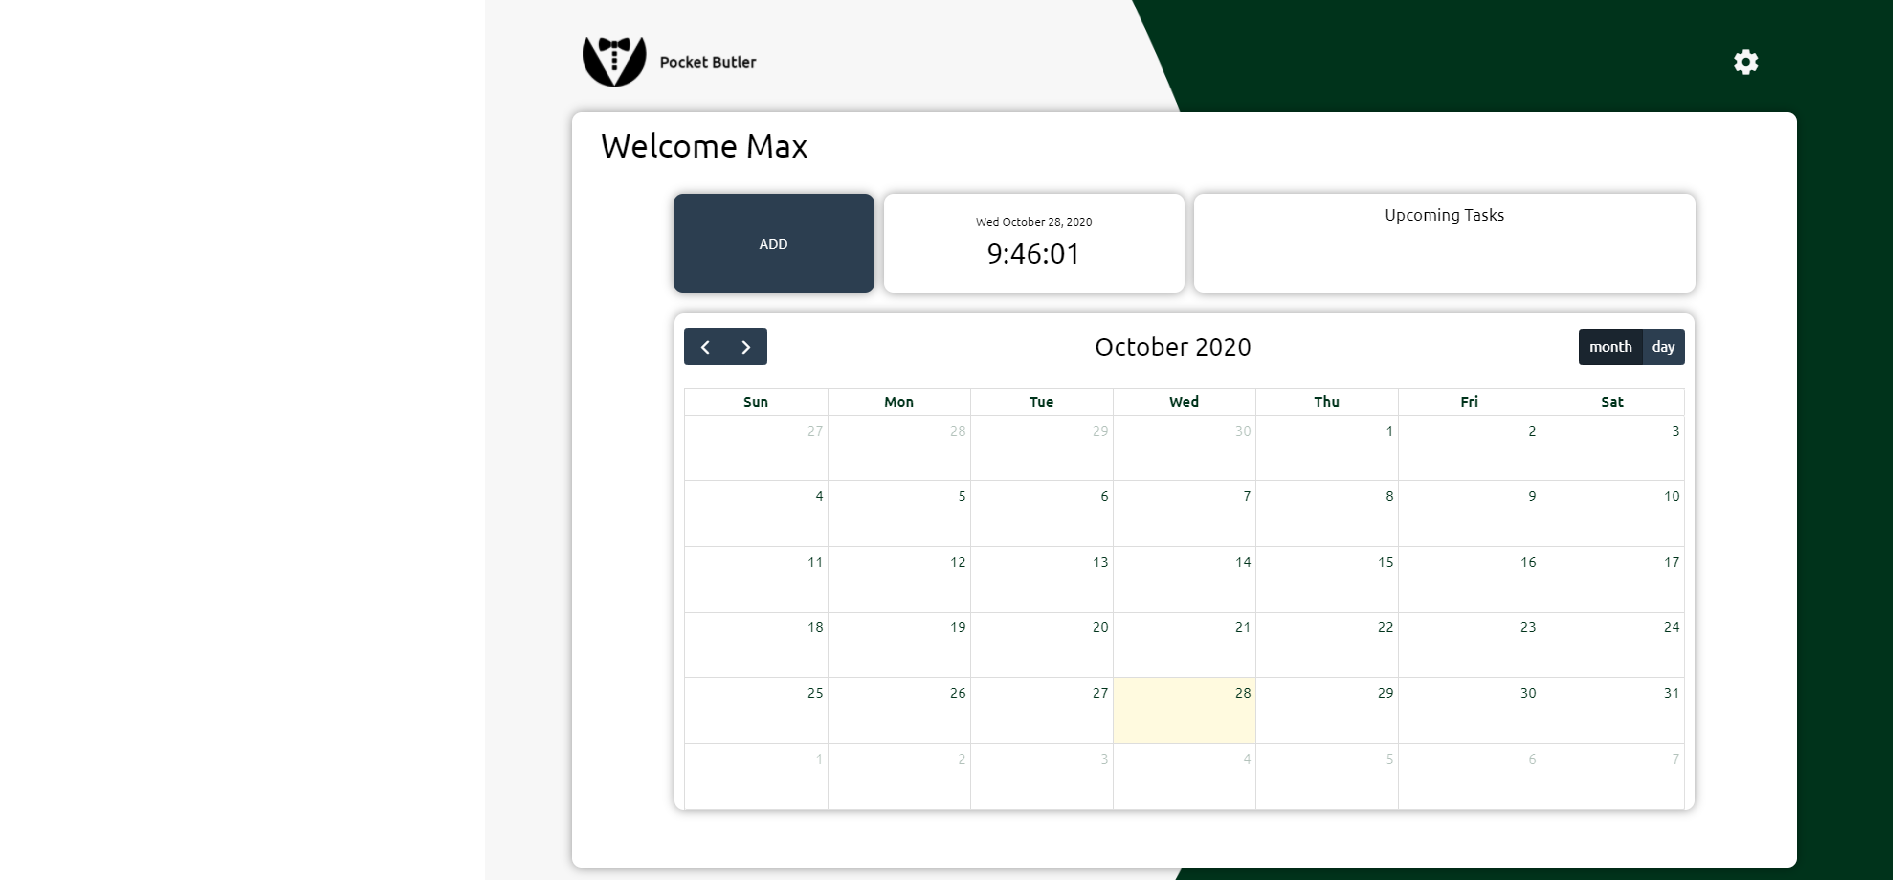 Pocket Butler
Welcome Max
ADD
Wed October 28, 2020
9:46:01
Upcoming Tasks
October 2020
month day
Sun Mon Tue Wed Thu Fri Sat
27 28 29 30 1 2 3
4 5 6 7 8 9 10
11 12 13 14 15 16 17
18 19 20 21 22 23 24
25 26 27 28 29 30 31
1 2 3 4 5 6 7